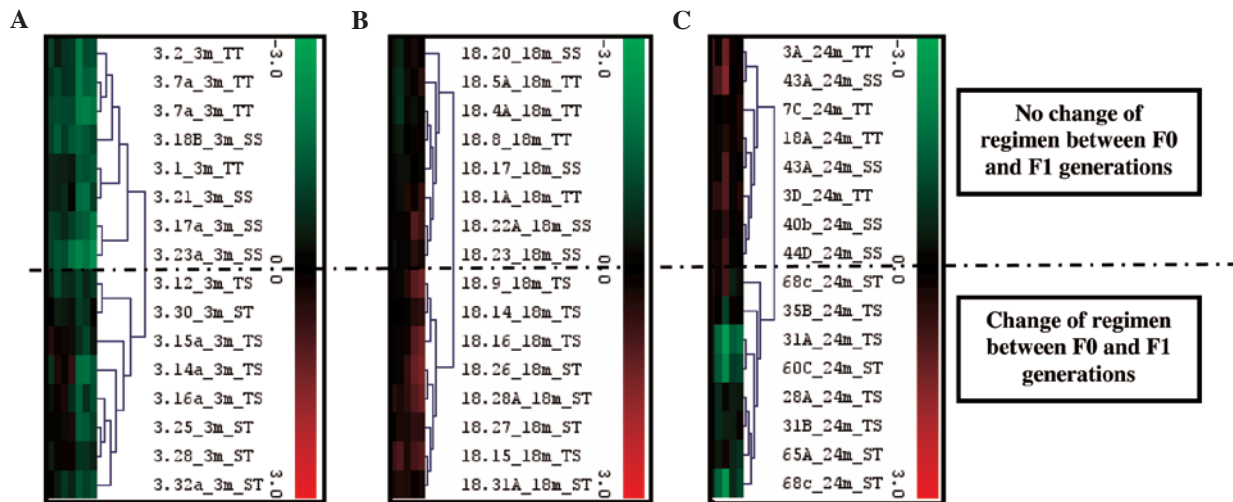 A
3.2_3m_TT
3.7a_3m_TT
3.7a_3m_TT
3.18B_3m_SS
3.1_3m_TT
3.21_3m_SS
3.17a_3m_SS
3.23a_3m_SS
3.12_3m_TS
3.30_3m_ST
3.15a_3m_TS
3.14a_3m_TS
3.16a_3m_TS
3.25_3m_ST
3.28_3m_ST
3.32a_3m_ST
-3.0
0.0
3.0
B
18.20_18m_SS
18.5A_18m_TT
18.4A_18m_TT
18.8_18m_TT
18.17_18m_SS
18.1A_18m_TT
18.22A_18m_SS
18.23_18m_SS
18.9_18m_TS
18.14_18m_TS
18.16_18m_TS
18.26_18m_ST
18.28A_18m_ST
18.27_18m_ST
18.15_18m_TS
18.31A_18m_ST
-3.0
0.0
3.0
C
3A_24m_TT
43A_24m_SS
7C_24m_TT
18A_24m_TT
43A_24m_SS
3D_24m_TT
40b_24m_SS
44D_24m_SS
68c_24m_ST
35B_24m_TS
31A_24m_TS
60C_24m_ST
28A_24m_TS
31B_24m_TS
65A_24m_ST
68c_24m_ST
-3.0
0.0
3.0
No change of
regimen between F0
and F1 generations
Change of regimen
between F0 and F1
generations